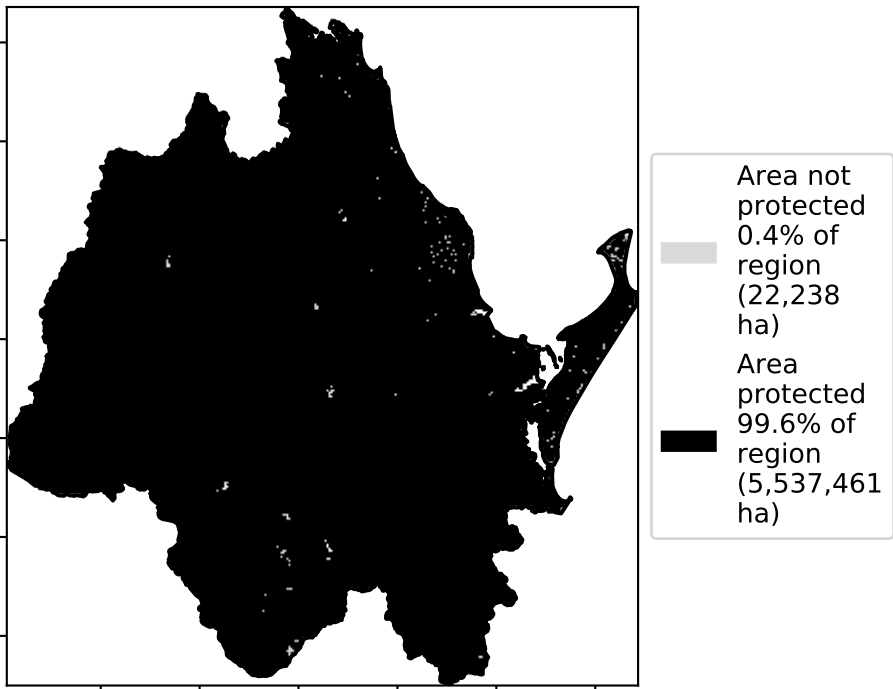 Area not
protected
0.4% of
region
(22,238
ha)
Area
protected
99.6% of
region
(5,537,461
ha)